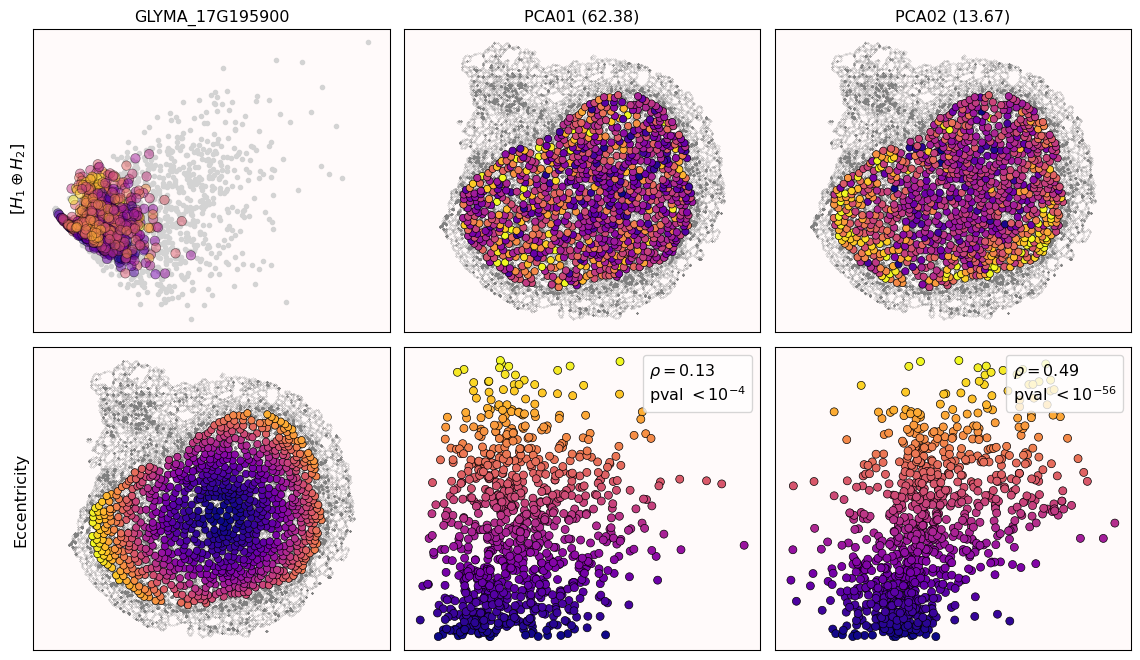 GLYMA_17G195900
PCA01 (62.38)
PCA02 (13.67)
[H₁ ⊕ H₂]
Eccentricity
ρ = 0.13
pval < 10⁻⁴
ρ = 0.49
pval < 10⁻⁵⁶